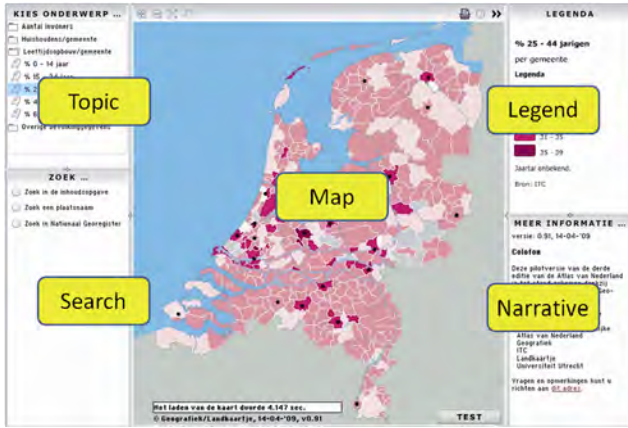 KIES ONDERWERP ...
Aantal inwoners
Huishoudens/gemeente
Leeftijdsopbouw/gemeente
% 0 - 14 jaar
Topic
Overige bevolkingsgegevens
ZOEK ...
Zoek in de inhoudsopgave
Zoek een plaatsnaam
Zoek in Nationaal Georegister
Search
Map
Het laden van de kaart duurde 4.147 sec.
© Geografiek/Landkaartje, 14-04-'09, v0.91
TEST
LEGENDA
% 25 - 44 jarigen
per gemeente
Legenda
Legend
31 - 35
35 - 39
Jaartal onbekend.
Bron: ITC
MEER INFORMATIE ...
versie: 0.91, 14-04-'09
Colofon
Deze pilotversie van de derde
editie van de Atlas van Nederland
Narrative
Atlas van Nederland
Geografiek
ITC
Landkaartje
Universiteit Utrecht
Vragen en opmerkingen kunt u
richten aan dit adres.